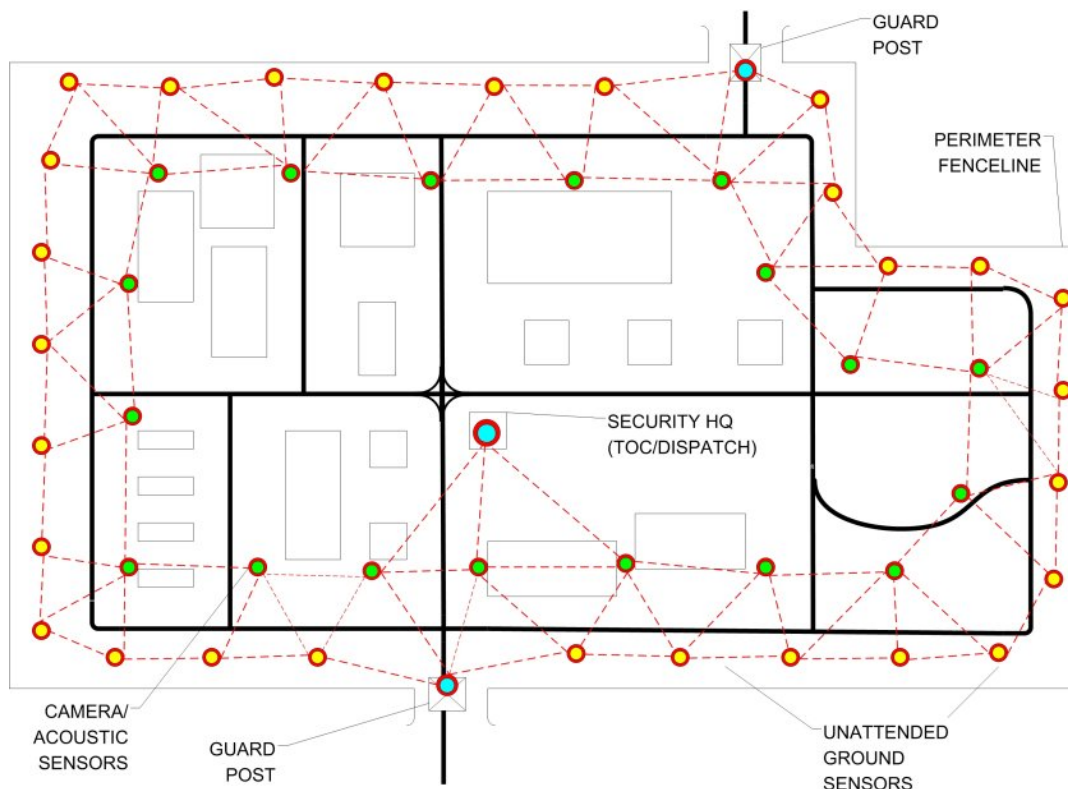 GUARD
POST
PERIMETER
FENCELINE
SECURITY HQ
(TOC/DISPATCH)
CAMERA/
ACOUSTIC
SENSORS
GUARD
POST
UNATTENDED
GROUND
SENSORS